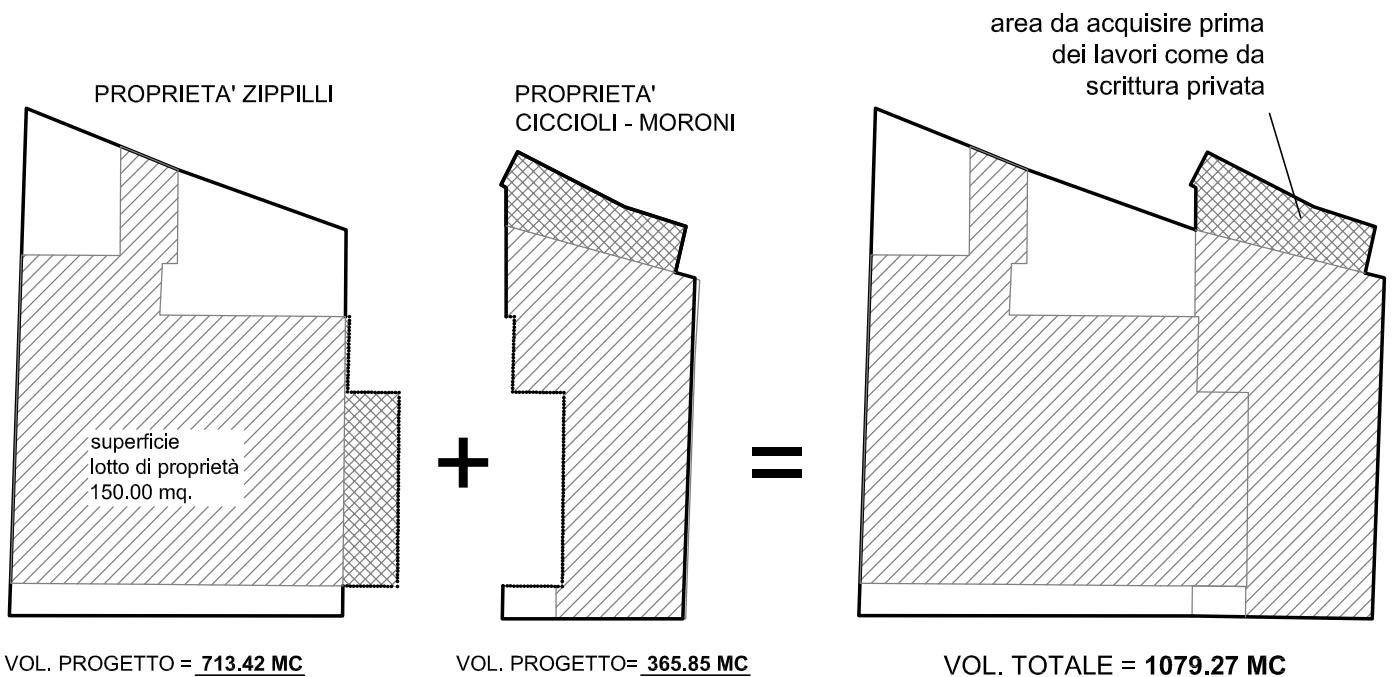 area da acquisire prima
dei lavori come da
scrittura privata
PROPRIETA' ZIPPILLI
PROPRIETA'
CICCIOLI - MORONI
superficie
lotto di proprietà
150.00 mq.
+
=
VOL. PROGETTO = 713.42 MC
VOL. PROGETTO= 365.85 MC
VOL. TOTALE = 1079.27 MC